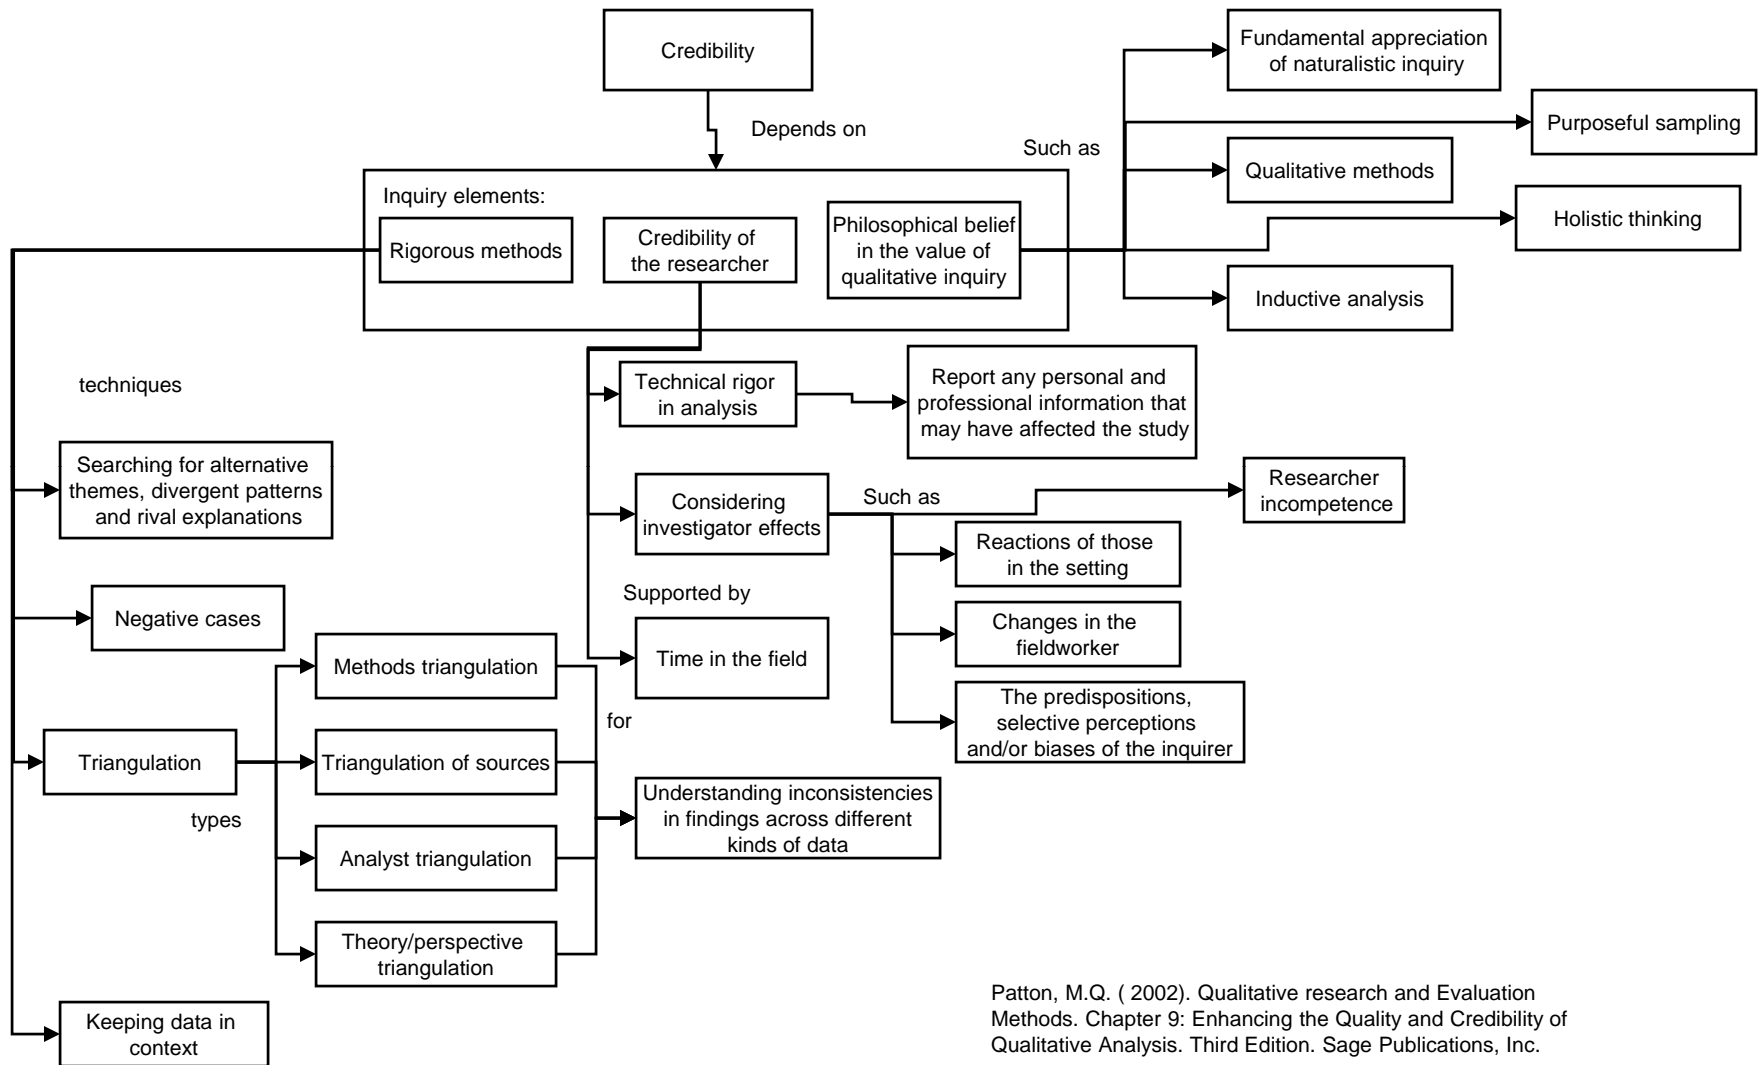 Credibility
Depends on
Inquiry elements:
Rigorous methods
Credibility of
the researcher
Philosophical belief
in the value of
qualitative inquiry
Such as
Fundamental appreciation
of naturalistic inquiry
Purposeful sampling
Qualitative methods
Holistic thinking
Inductive analysis
techniques
Searching for alternative
themes, divergent patterns
and rival explanations
Negative cases
Triangulation
types
Methods triangulation
Triangulation of sources
Analyst triangulation
Theory/perspective
triangulation
for
Understanding inconsistencies
in findings across different
kinds of data
Keeping data in
context
Technical rigor
in analysis
Report any personal and
professional information that
may have affected the study
Considering
investigator effects
Such as
Researcher
incompetence
Reactions of those
in the setting
Changes in the
fieldworker
The predispositions,
selective perceptions
and/or biases of the inquirer
Supported by
Time in the field
Patton, M.Q. ( 2002). Qualitative research and Evaluation
Methods. Chapter 9: Enhancing the Quality and Credibility of
Qualitative Analysis. Third Edition. Sage Publications, Inc.